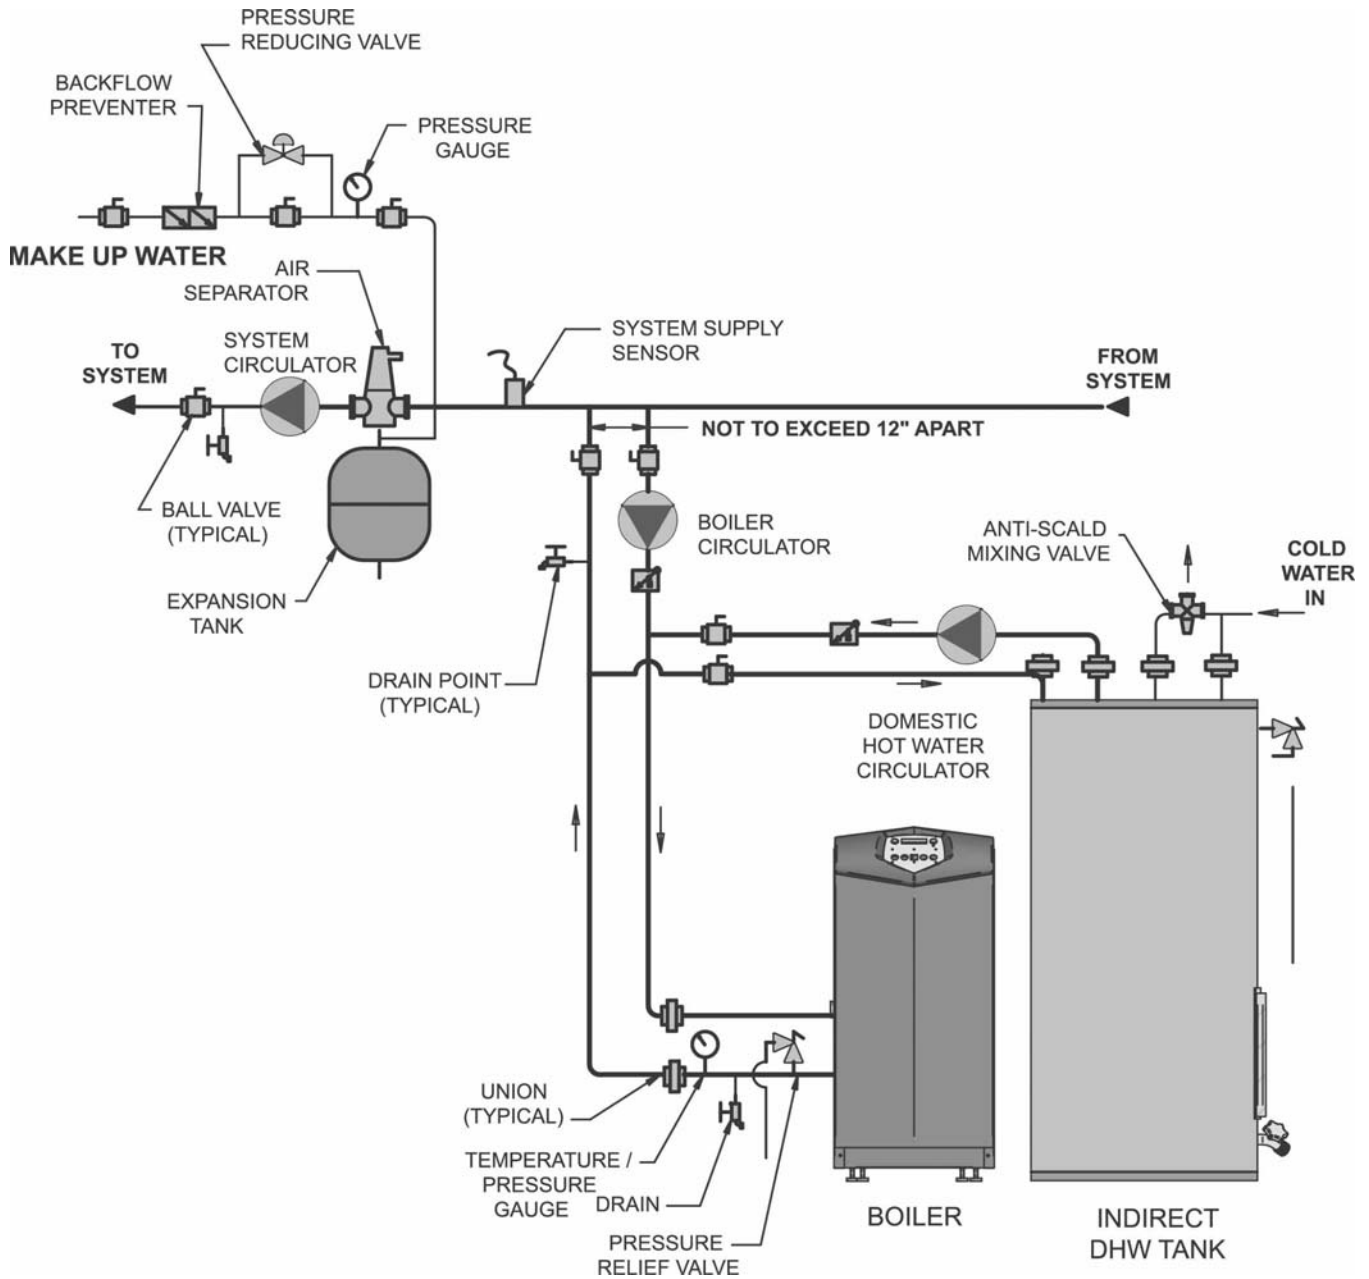 PRESSURE
REDUCING VALVE
BACKFLOW
PREVENTER
PRESSURE
GAUGE
MAKE UP WATER
AIR
SEPARATOR
SYSTEM
CIRCULATOR
TO
SYSTEM
SYSTEM SUPPLY
SENSOR
FROM
SYSTEM
NOT TO EXCEED 12" APART
BALL VALVE
(TYPICAL)
BOILER
CIRCULATOR
ANTI-SCALD
MIXING VALVE
COLD
WATER
IN
EXPANSION
TANK
DRAIN POINT
(TYPICAL)
DOMESTIC
HOT WATER
CIRCULATOR
UNION
(TYPICAL)
TEMPERATURE /
PRESSURE
GAUGE
DRAIN
PRESSURE
RELIEF VALVE
BOILER
INDIRECT
DHW TANK